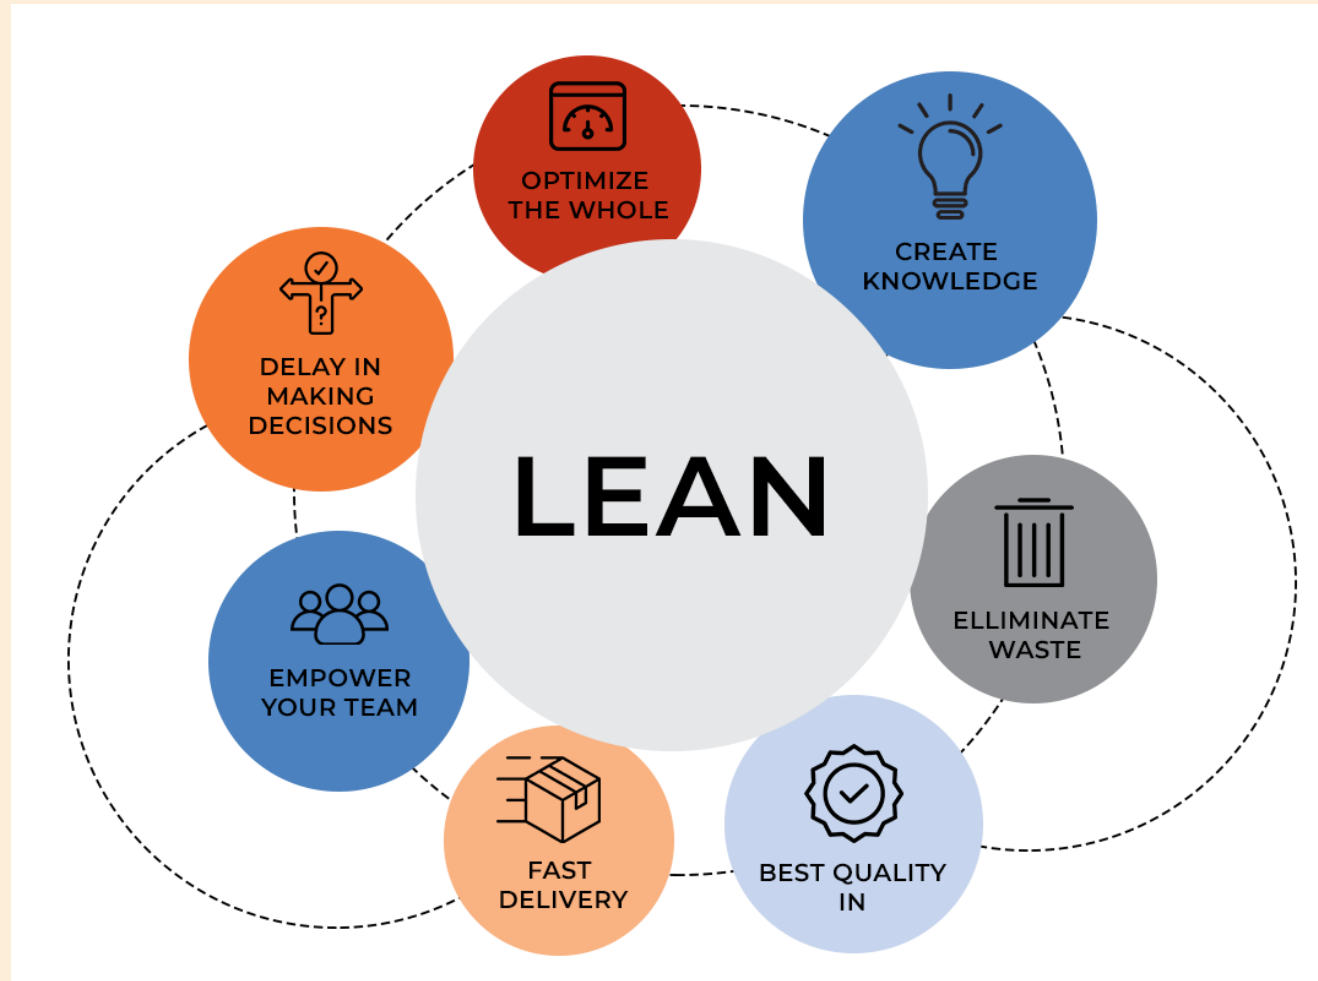 OPTIMIZE
THE WHOLE
CREATE
KNOWLEDGE
DELAY IN
MAKING
DECISIONS
LEAN
?
ELLIMINATE
WASTE
EMPOWER
YOUR TEAM
FAST
DELIVERY
BEST QUALITY
IN